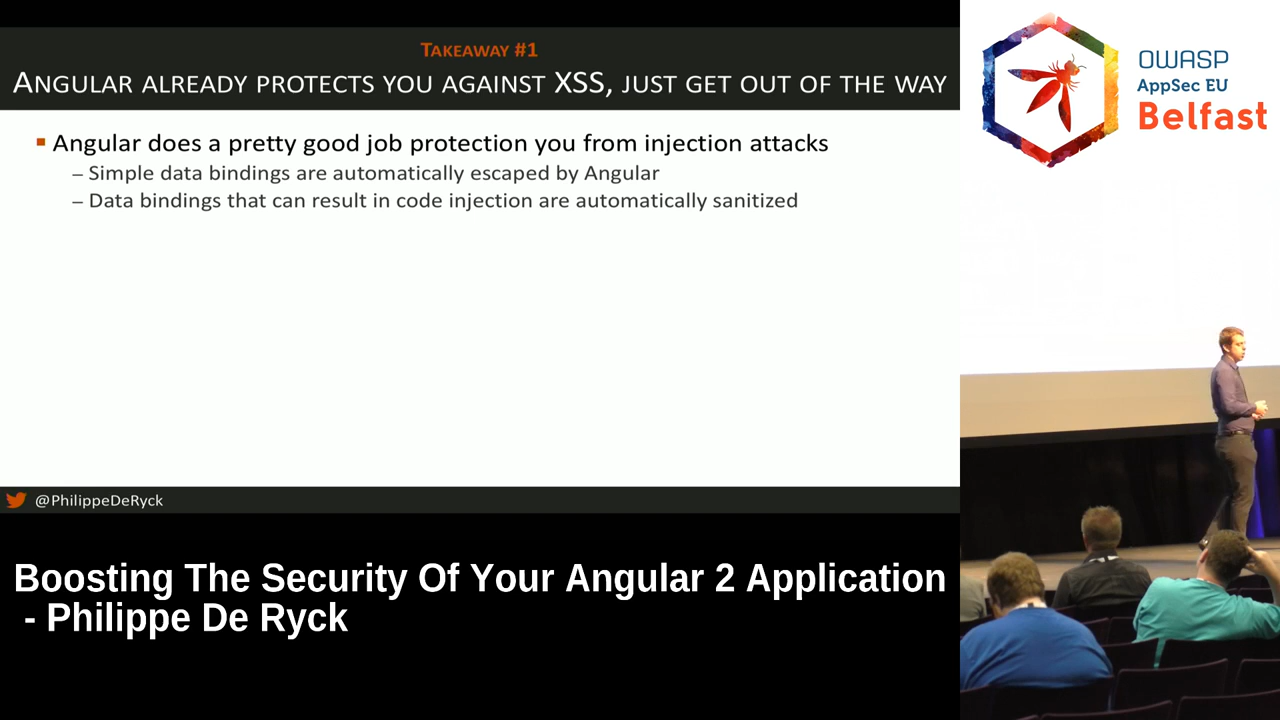 TAKEAWAY #1
ANGULAR ALREADY PROTECTS YOU AGAINST XSS, JUST GET OUT OF THE WAY
Angular does a pretty good job protection you from injection attacks
– Simple data bindings are automatically escaped by Angular
– Data bindings that can result in code injection are automatically sanitized
@PhilippeDeRyck
OWASP
AppSec EU
Belfast
Boosting The Security Of Your Angular 2 Application
- Philippe De Ryck